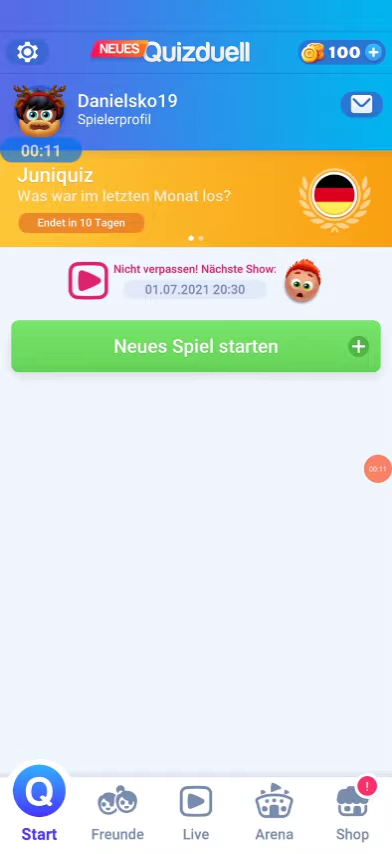 NEUES Quizduell
100 +
Danielsko19
Spielerprofil
00:11
Juniquiz
Was war im letzten Monat los?
Endet in 10 Tagen
Nicht verpassen! Nächste Show:
01.07.2021 20:30
Neues Spiel starten +
00:11
Q
!
Start Freunde Live Arena Shop